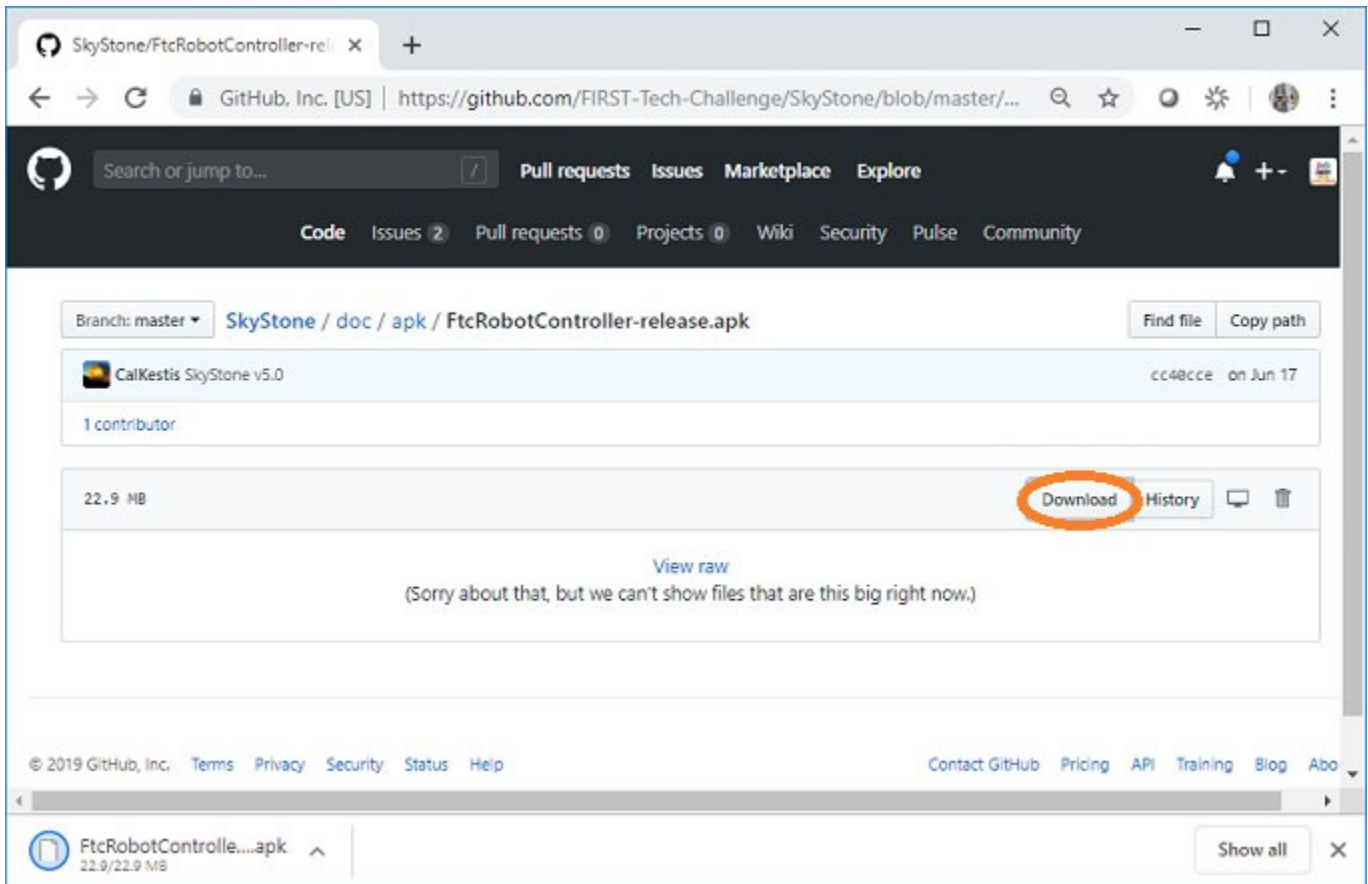 SkyStone/FtcRobotController-rel
GitHub, Inc. [US] | https://github.com/FIRST-Tech-Challenge/SkyStone/blob/master/...
Search or jump to... / Pull requests Issues Marketplace Explore
Code Issues 2 Pull requests 0 Projects 0 Wiki Security Pulse Community
Branch: master SkyStone / doc / apk / FtcRobotController-release.apk Find file Copy path
CalKestis SkyStone v5.0 cc40cce on Jun 17
1 contributor
22.9 MB Download History
View raw
(Sorry about that, but we can't show files that are this big right now.)
© 2019 GitHub, Inc. Terms Privacy Security Status Help Contact GitHub Pricing API Training Blog Abo
FtcRobotControlle....apk Show all
22.9/22.9 MB